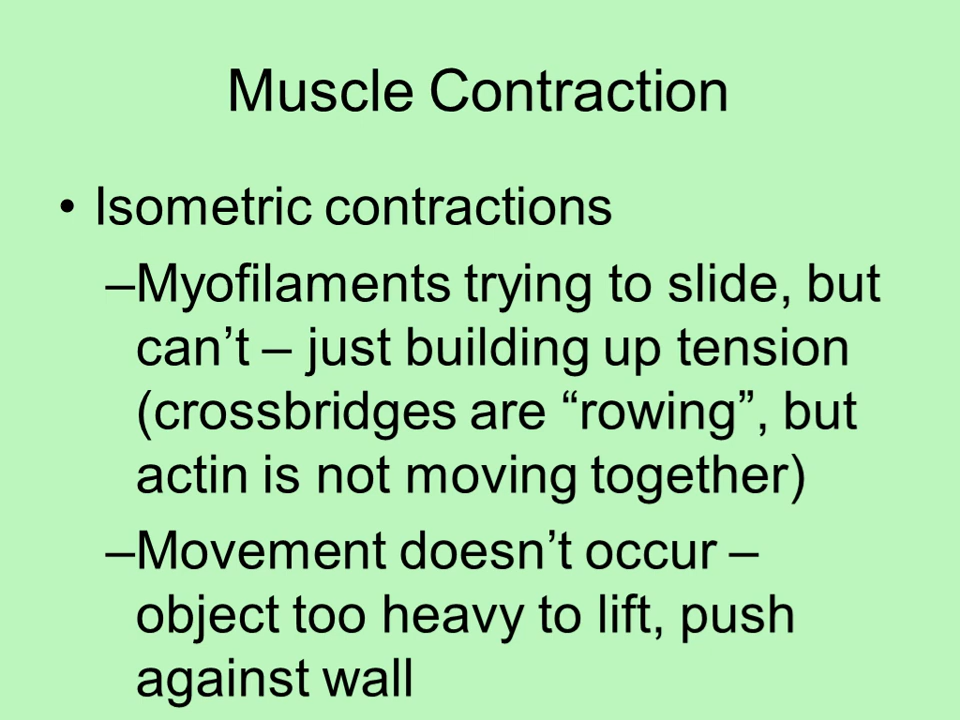 Muscle Contraction
• Isometric contractions
–Myofilaments trying to slide, but
can’t – just building up tension
(crossbridges are “rowing”, but
actin is not moving together)
–Movement doesn’t occur –
object too heavy to lift, push
against wall